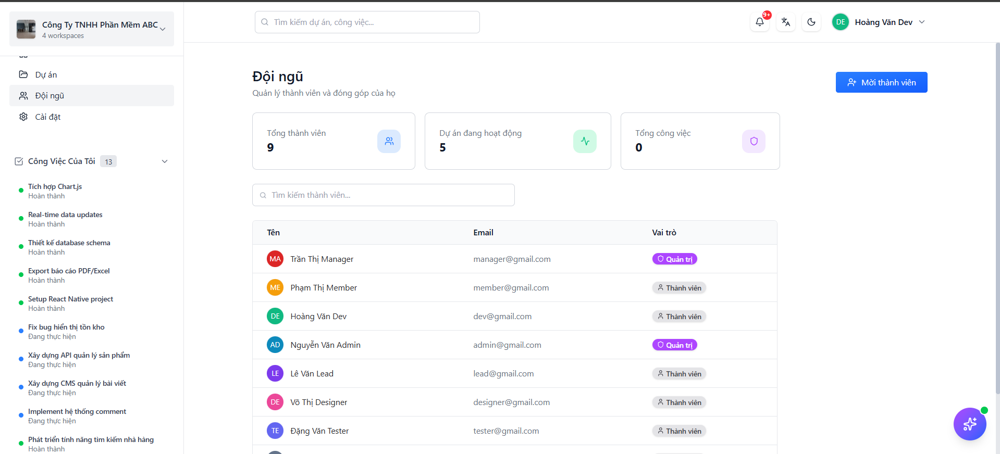 Công Ty TNHH Phần Mềm ABC
4 workspaces
Tìm kiếm dự án, công việc...
9+
DE
Hoàng Văn Dev
Dự án
Đội ngũ
Cài đặt
Công Việc Của Tôi 13
Tích hợp Chart.js
Hoàn thành
Real-time data updates
Hoàn thành
Thiết kế database schema
Hoàn thành
Export báo cáo PDF/Excel
Hoàn thành
Setup React Native project
Hoàn thành
Fix bug hiển thị tồn kho
Đang thực hiện
Xây dựng API quản lý sản phẩm
Đang thực hiện
Xây dựng CMS quản lý bài viết
Đang thực hiện
Implement hệ thống comment
Đang thực hiện
Phát triển tính năng tìm kiếm nhà hàng
Hoàn thành
Đội ngũ
Quản lý thành viên và đóng góp của họ
Mời thành viên
Tổng thành viên
9
Dự án đang hoạt động
5
Tổng công việc
0
Tìm kiếm thành viên...
Tên Email Vai trò
MA Trần Thị Manager manager@gmail.com Quản trị
ME Phạm Thị Member member@gmail.com Thành viên
DE Hoàng Văn Dev dev@gmail.com Thành viên
AD Nguyễn Văn Admin admin@gmail.com Quản trị
LE Lê Văn Lead lead@gmail.com Thành viên
DE Võ Thị Designer designer@gmail.com Thành viên
TE Đặng Văn Tester tester@gmail.com Thành viên